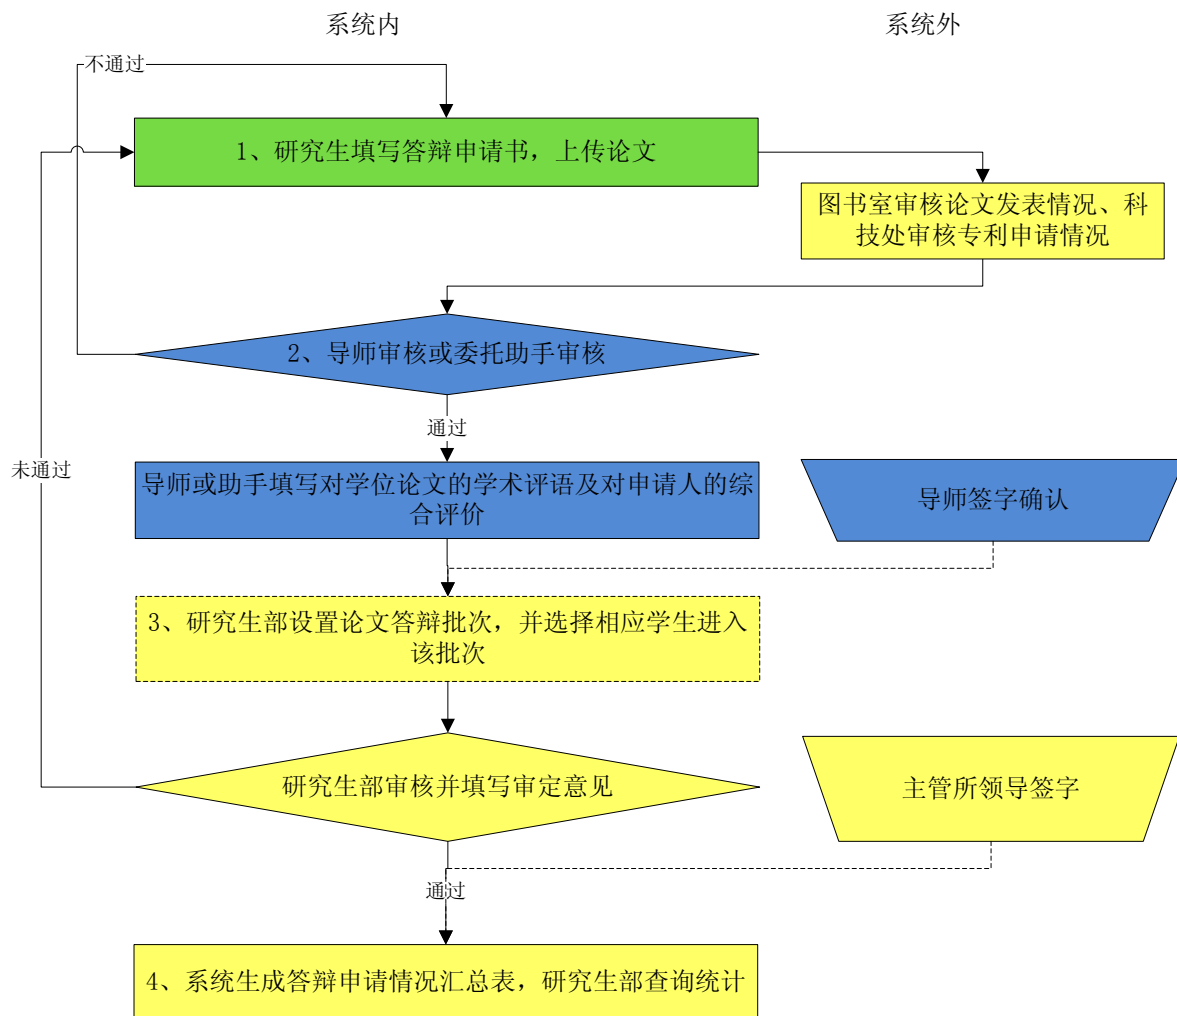 系统内
系统外
不通过
1、研究生填写答辩申请书，上传论文
图书室审核论文发表情况、科
技处审核专利申请情况
2、导师审核或委托助手审核
通过
未通过
导师或助手填写对学位论文的学术评语及对申请人的综
合评价
导师签字确认
3、研究生部设置论文答辩批次，并选择相应学生进入
该批次
研究生部审核并填写审定意见
主管所领导签字
通过
4、系统生成答辩申请情况汇总表，研究生部查询统计